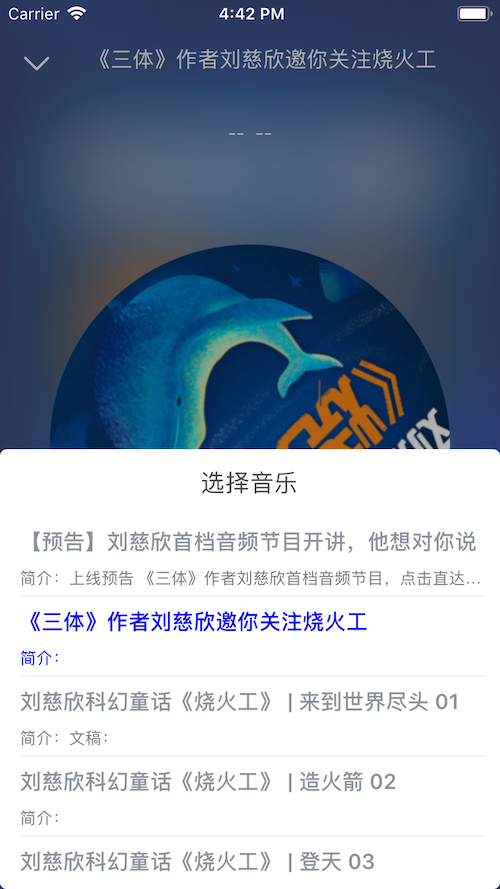 Carrier 4:42 PM
《三体》作者刘慈欣邀你关注烧火工
-- --
选择音乐
【预告】刘慈欣首档音频节目开讲，他想对你说
简介：上线预告 《三体》作者刘慈欣首档音频节目，点击直达...
《三体》作者刘慈欣邀你关注烧火工
简介：
刘慈欣科幻童话《烧火工》 | 来到世界尽头 01
简介：文稿：
刘慈欣科幻童话《烧火工》 | 造火箭 02
简介：
刘慈欣科幻童话《烧火工》 | 登天 03